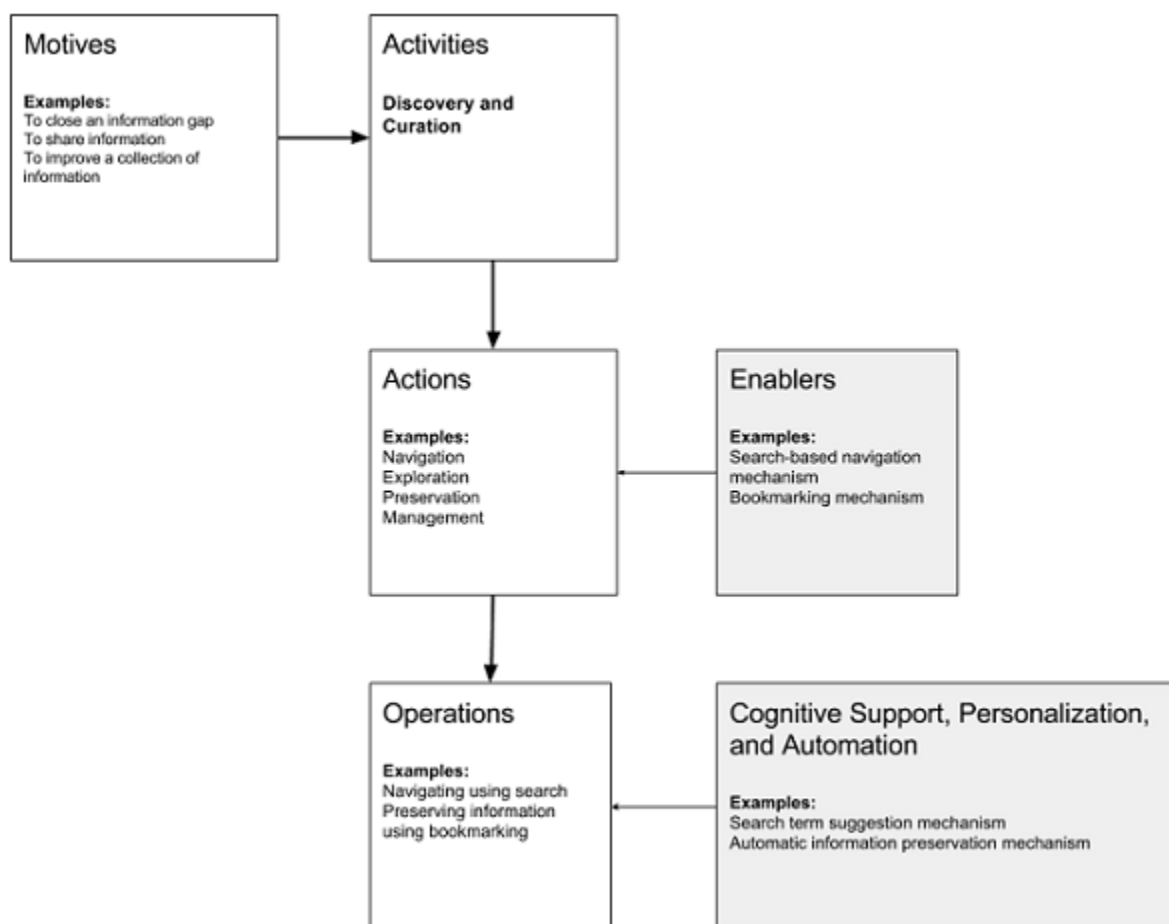 Motives
Examples:
To close an information gap
To share information
To improve a collection of
information
Activities
Discovery and
Curation
Actions
Examples:
Navigation
Exploration
Preservation
Management
Enablers
Examples:
Search-based navigation
mechanism
Bookmarking mechanism
Operations
Examples:
Navigating using search
Preserving information
using bookmarking
Cognitive Support, Personalization,
and Automation
Examples:
Search term suggestion mechanism
Automatic information preservation mechanism